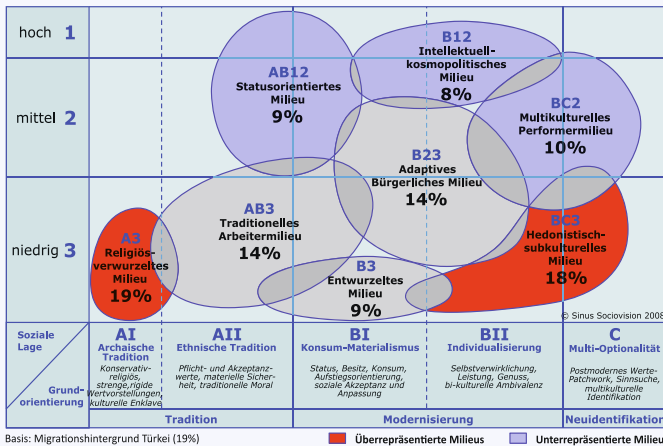 hoch 1
mittel 2
niedrig 3
AB12
Statusorientiertes
Milieu
9%
B12
Intellektuell-
kosmopolitisches
Milieu
8%
BC2
Multikulturelles
Performermilieu
10%
B23
Adaptives
Bürgerliches Milieu
14%
A3
Religiös-
verwurzeltes
Milieu
19%
AB3
Traditionelles
Arbeitermilieu
14%
B3
Entwurzeltes
Milieu
9%
BC3
Hedonistisch-
subkulturelles
Milieu
18%
© Sinus Sociovision 2008
Soziale
Lage
Grund-
orientierung
AI
Archaische
Tradition
Konservativ-
religiös,
strenge,rigide
Wertvorstellungen,
kulturelle Enklave
AII
Ethnische Tradition
Pflicht- und Akzeptanz-
werte, materielle Sicher-
heit, traditionelle Moral
BI
Konsum-Materialismus
Status, Besitz, Konsum,
Aufstiegsorientierung,
soziale Akzeptanz und
Anpassung
BII
Individualisierung
Selbstverwirklichung,
Leistung, Genuss,
bi-kulturelle Ambivalenz
C
Multi-Optionalität
Postmodernes Werte-
Patchwork, Sinnsuche,
multikulturelle
Identifikation
Tradition
Modernisierung
Neuidentifikation
Basis: Migrationshintergrund Türkei (19%)
Überrepräsentierte Milieus
Unterrepräsentierte Milieus